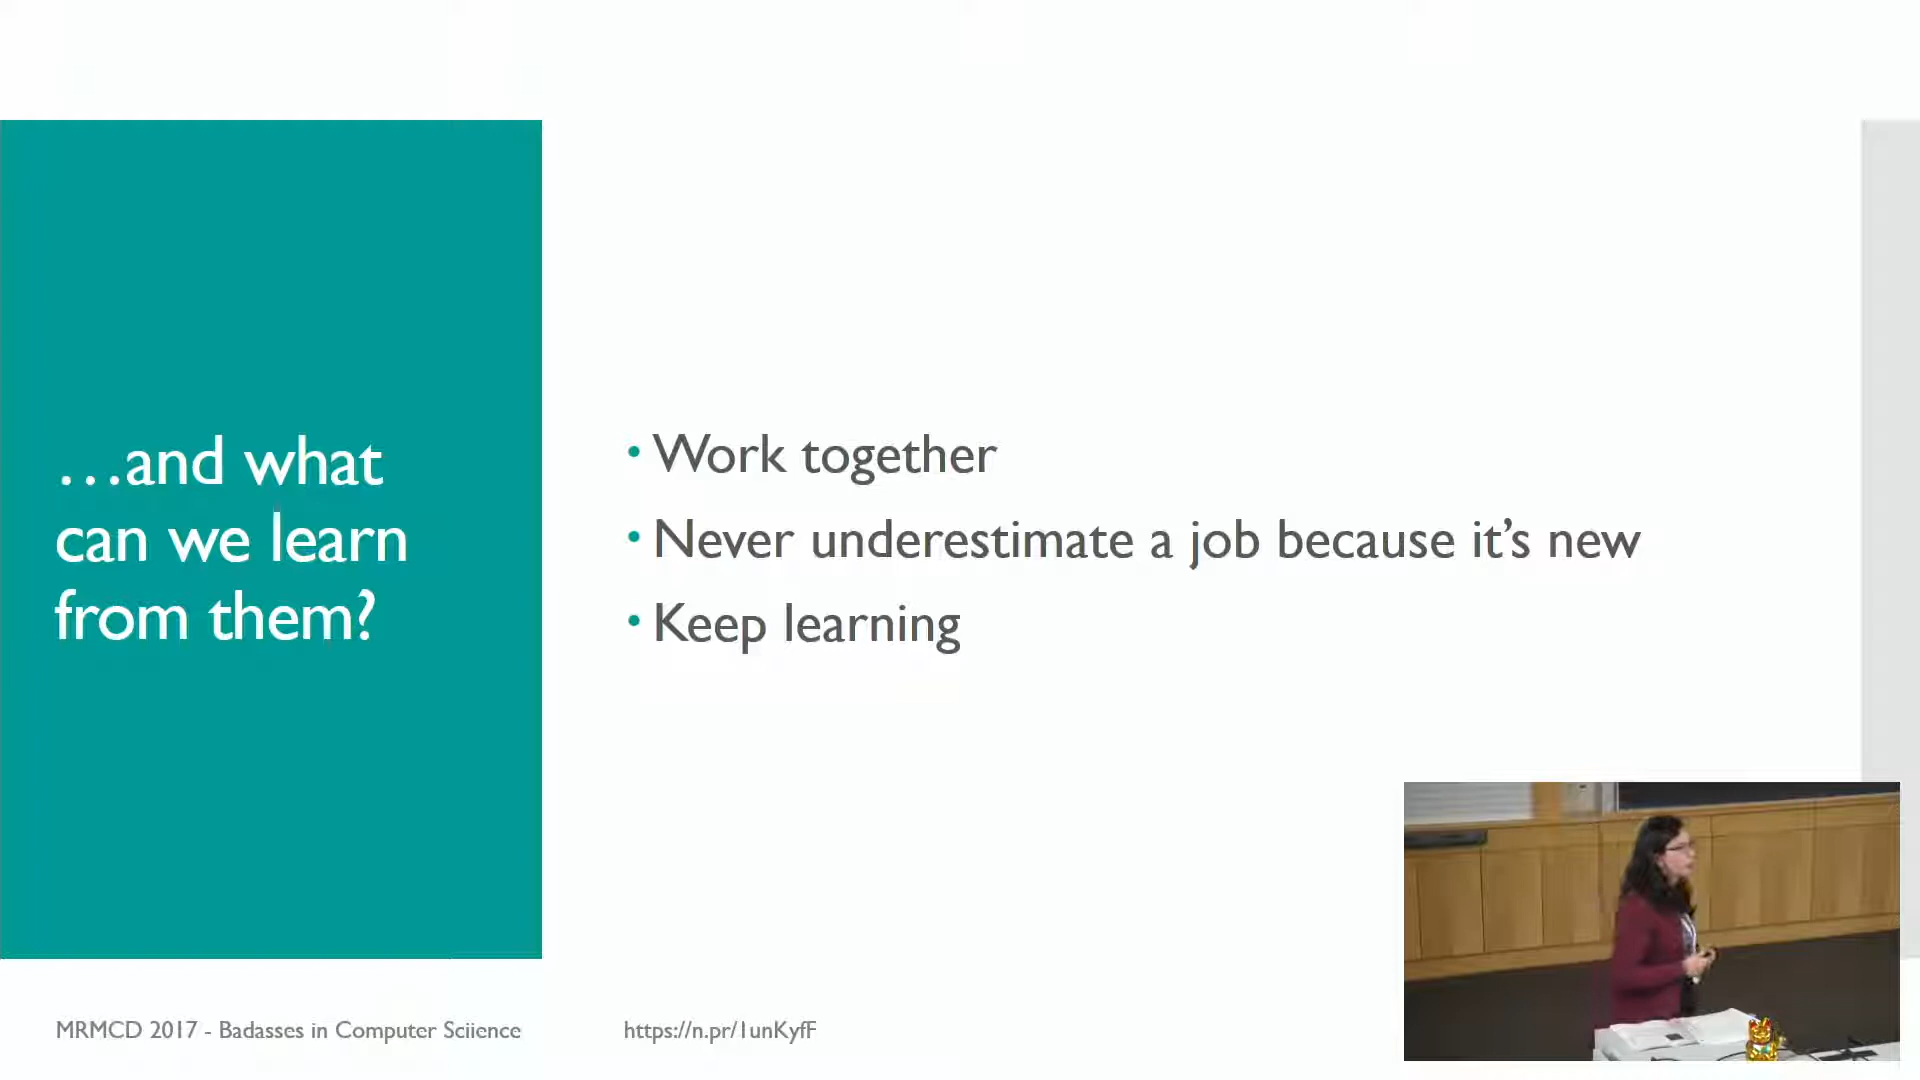 …and what
can we learn
from them?
• Work together
• Never underestimate a job because it’s new
• Keep learning
MRMCD 2017 - Badasses in Computer Sciience
https://n.pr/1unKyfF